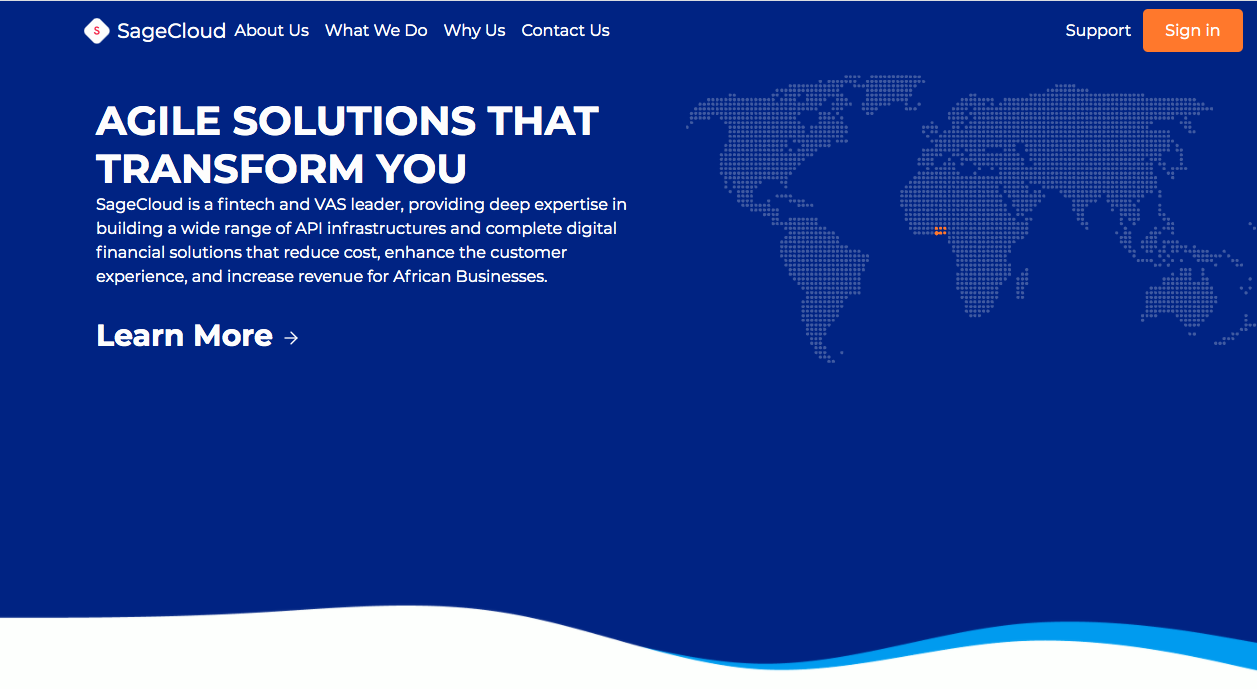 S SageCloud About Us What We Do Why Us Contact Us Support Sign in
AGILE SOLUTIONS THAT
TRANSFORM YOU
SageCloud is a fintech and VAS leader, providing deep expertise in
building a wide range of API infrastructures and complete digital
financial solutions that reduce cost, enhance the customer
experience, and increase revenue for African Businesses.
Learn More →